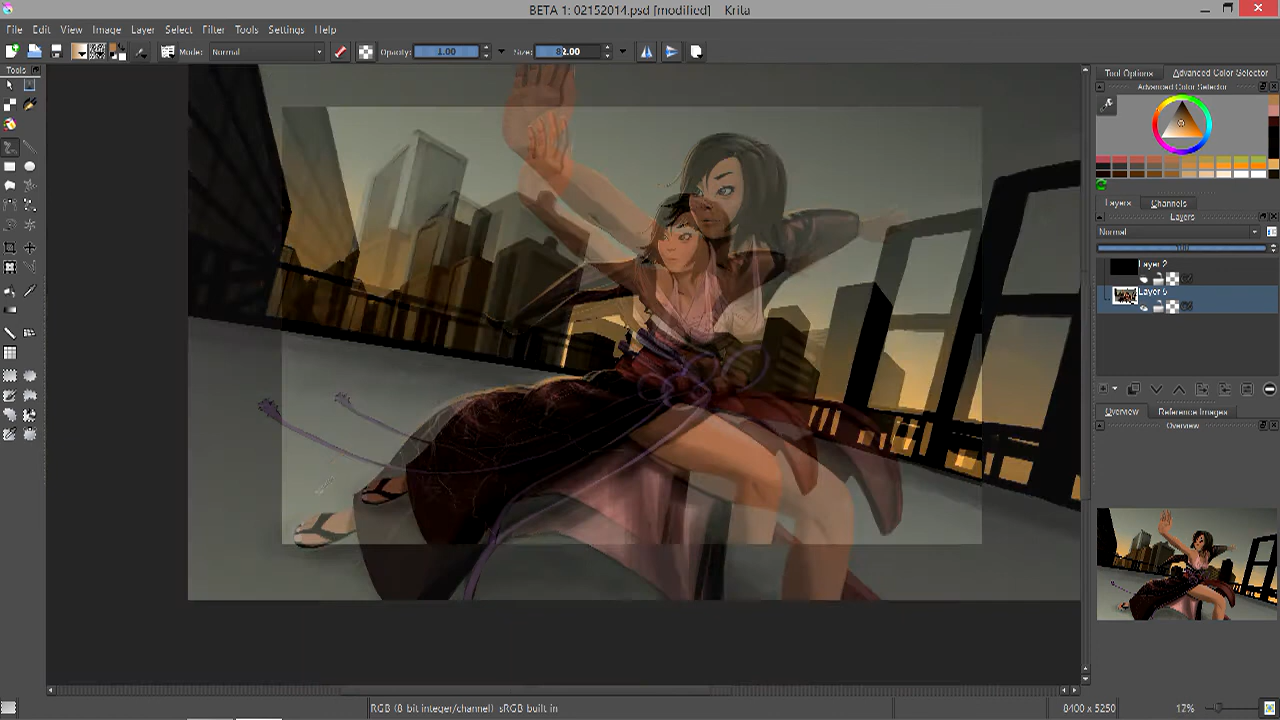 BETA 1: 02152014.psd [modified] Krita
File Edit View Image Layer Select Filter Tools Settings Help
Mode: Normal Opacity: 1.00 Size: 82.00
Tools
Tool Options Advanced Color Selector
Advanced Color Selector
Layers Channels
Layers
Normal
100
Layer 2
Layer 5
Overview Reference Images
Overview
RGB (8 bit integer/channel) sRGB built in 8400 x 5250 12%